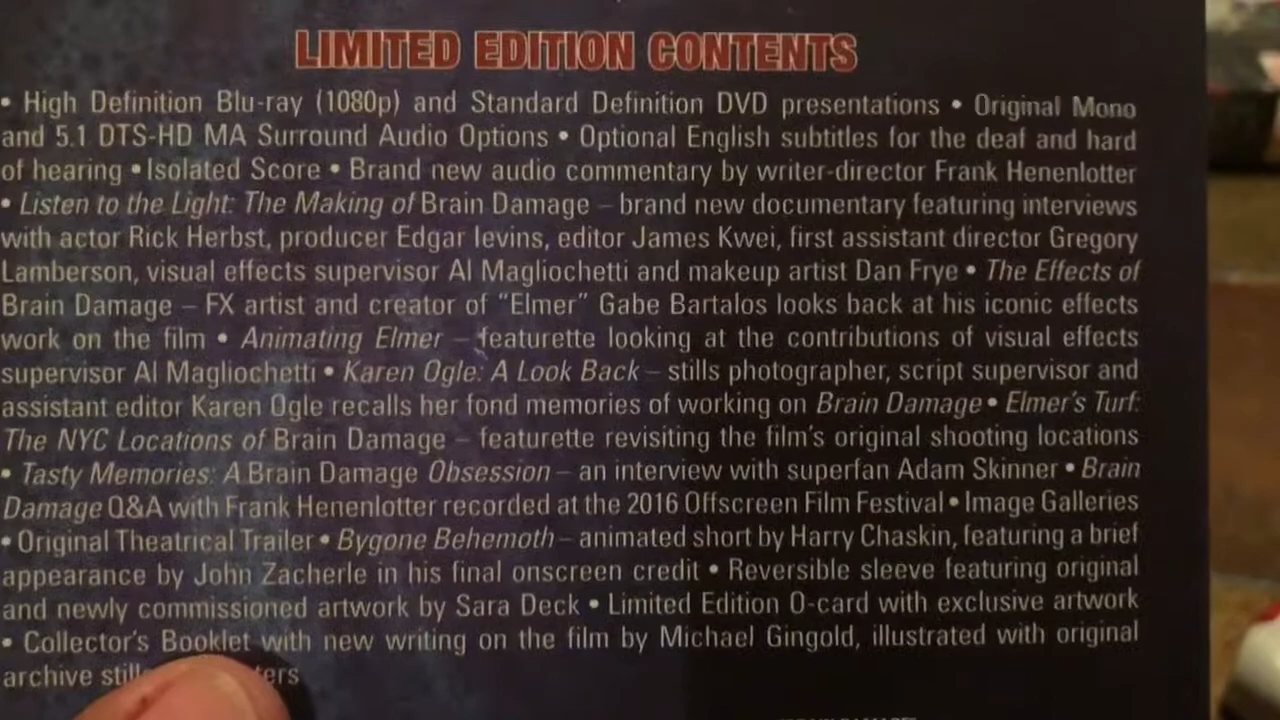 LIMITED EDITION CONTENTS
• High Definition Blu-ray (1080p) and Standard Definition DVD presentations • Original Mono
and 5.1 DTS-HD MA Surround Audio Options • Optional English subtitles for the deaf and hard
of hearing • Isolated Score • Brand new audio commentary by writer-director Frank Henenlotter
• Listen to the Light: The Making of Brain Damage – brand new documentary featuring interviews
with actor Rick Herbst, producer Edgar Ievins, editor James Kwei, first assistant director Gregory
Lamberson, visual effects supervisor Al Magliochetti and makeup artist Dan Frye • The Effects of
Brain Damage – FX artist and creator of "Elmer" Gabe Bartalos looks back at his iconic effects
work on the film • Animating Elmer – featurette looking at the contributions of visual effects
supervisor Al Magliochetti • Karen Ogle: A Look Back – stills photographer, script supervisor and
assistant editor Karen Ogle recalls her fond memories of working on Brain Damage • Elmer's Turf:
The NYC Locations of Brain Damage – featurette revisiting the film's original shooting locations
• Tasty Memories: A Brain Damage Obsession – an interview with superfan Adam Skinner • Brain
Damage Q&A with Frank Henenlotter recorded at the 2016 Offscreen Film Festival • Image Galleries
• Original Theatrical Trailer • Bygone Behemoth – animated short by Harry Chaskin, featuring a brief
appearance by John Zacherle in his final onscreen credit • Reversible sleeve featuring original
and newly commissioned artwork by Sara Deck • Limited Edition O-card with exclusive artwork
• Collector's Booklet with new writing on the film by Michael Gingold, illustrated with original
archive